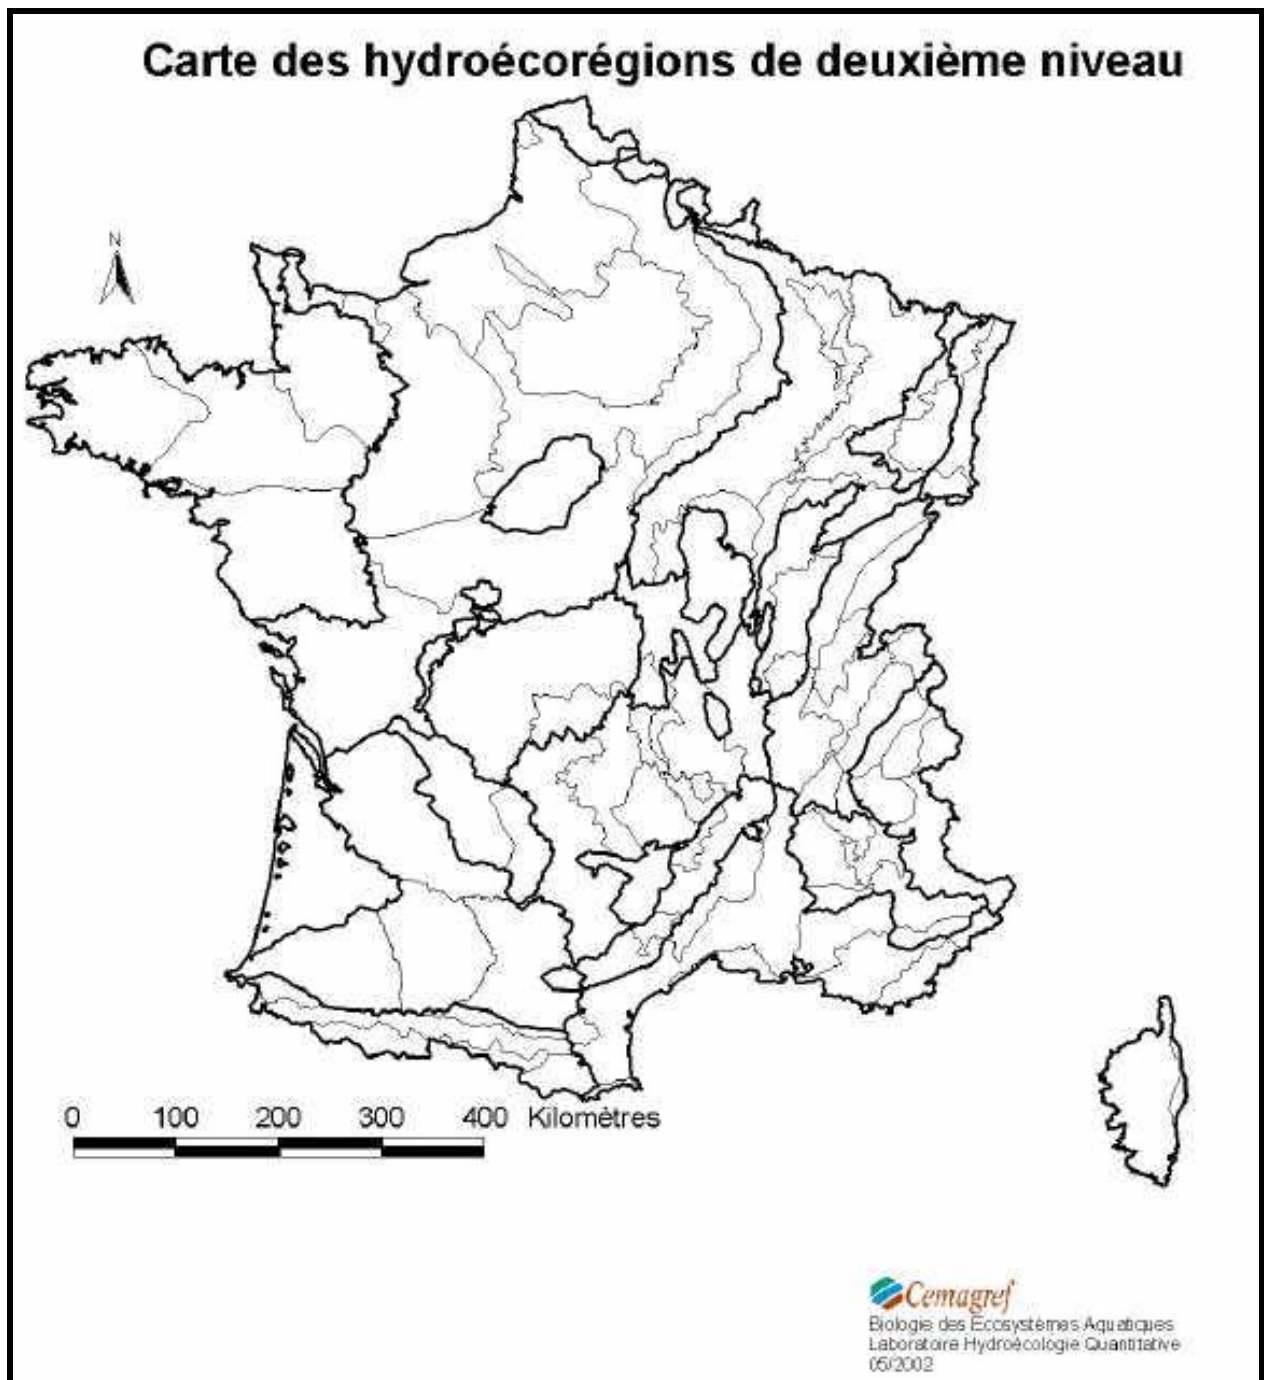 Carte des hydroécorégions de deuxième niveau
N
0 100 200 300 400 Kilomètres
Cemagref
Biologie des Ecosystèmes Aquatiques
Laboratoire Hydroécologie Quantitative
05/2002